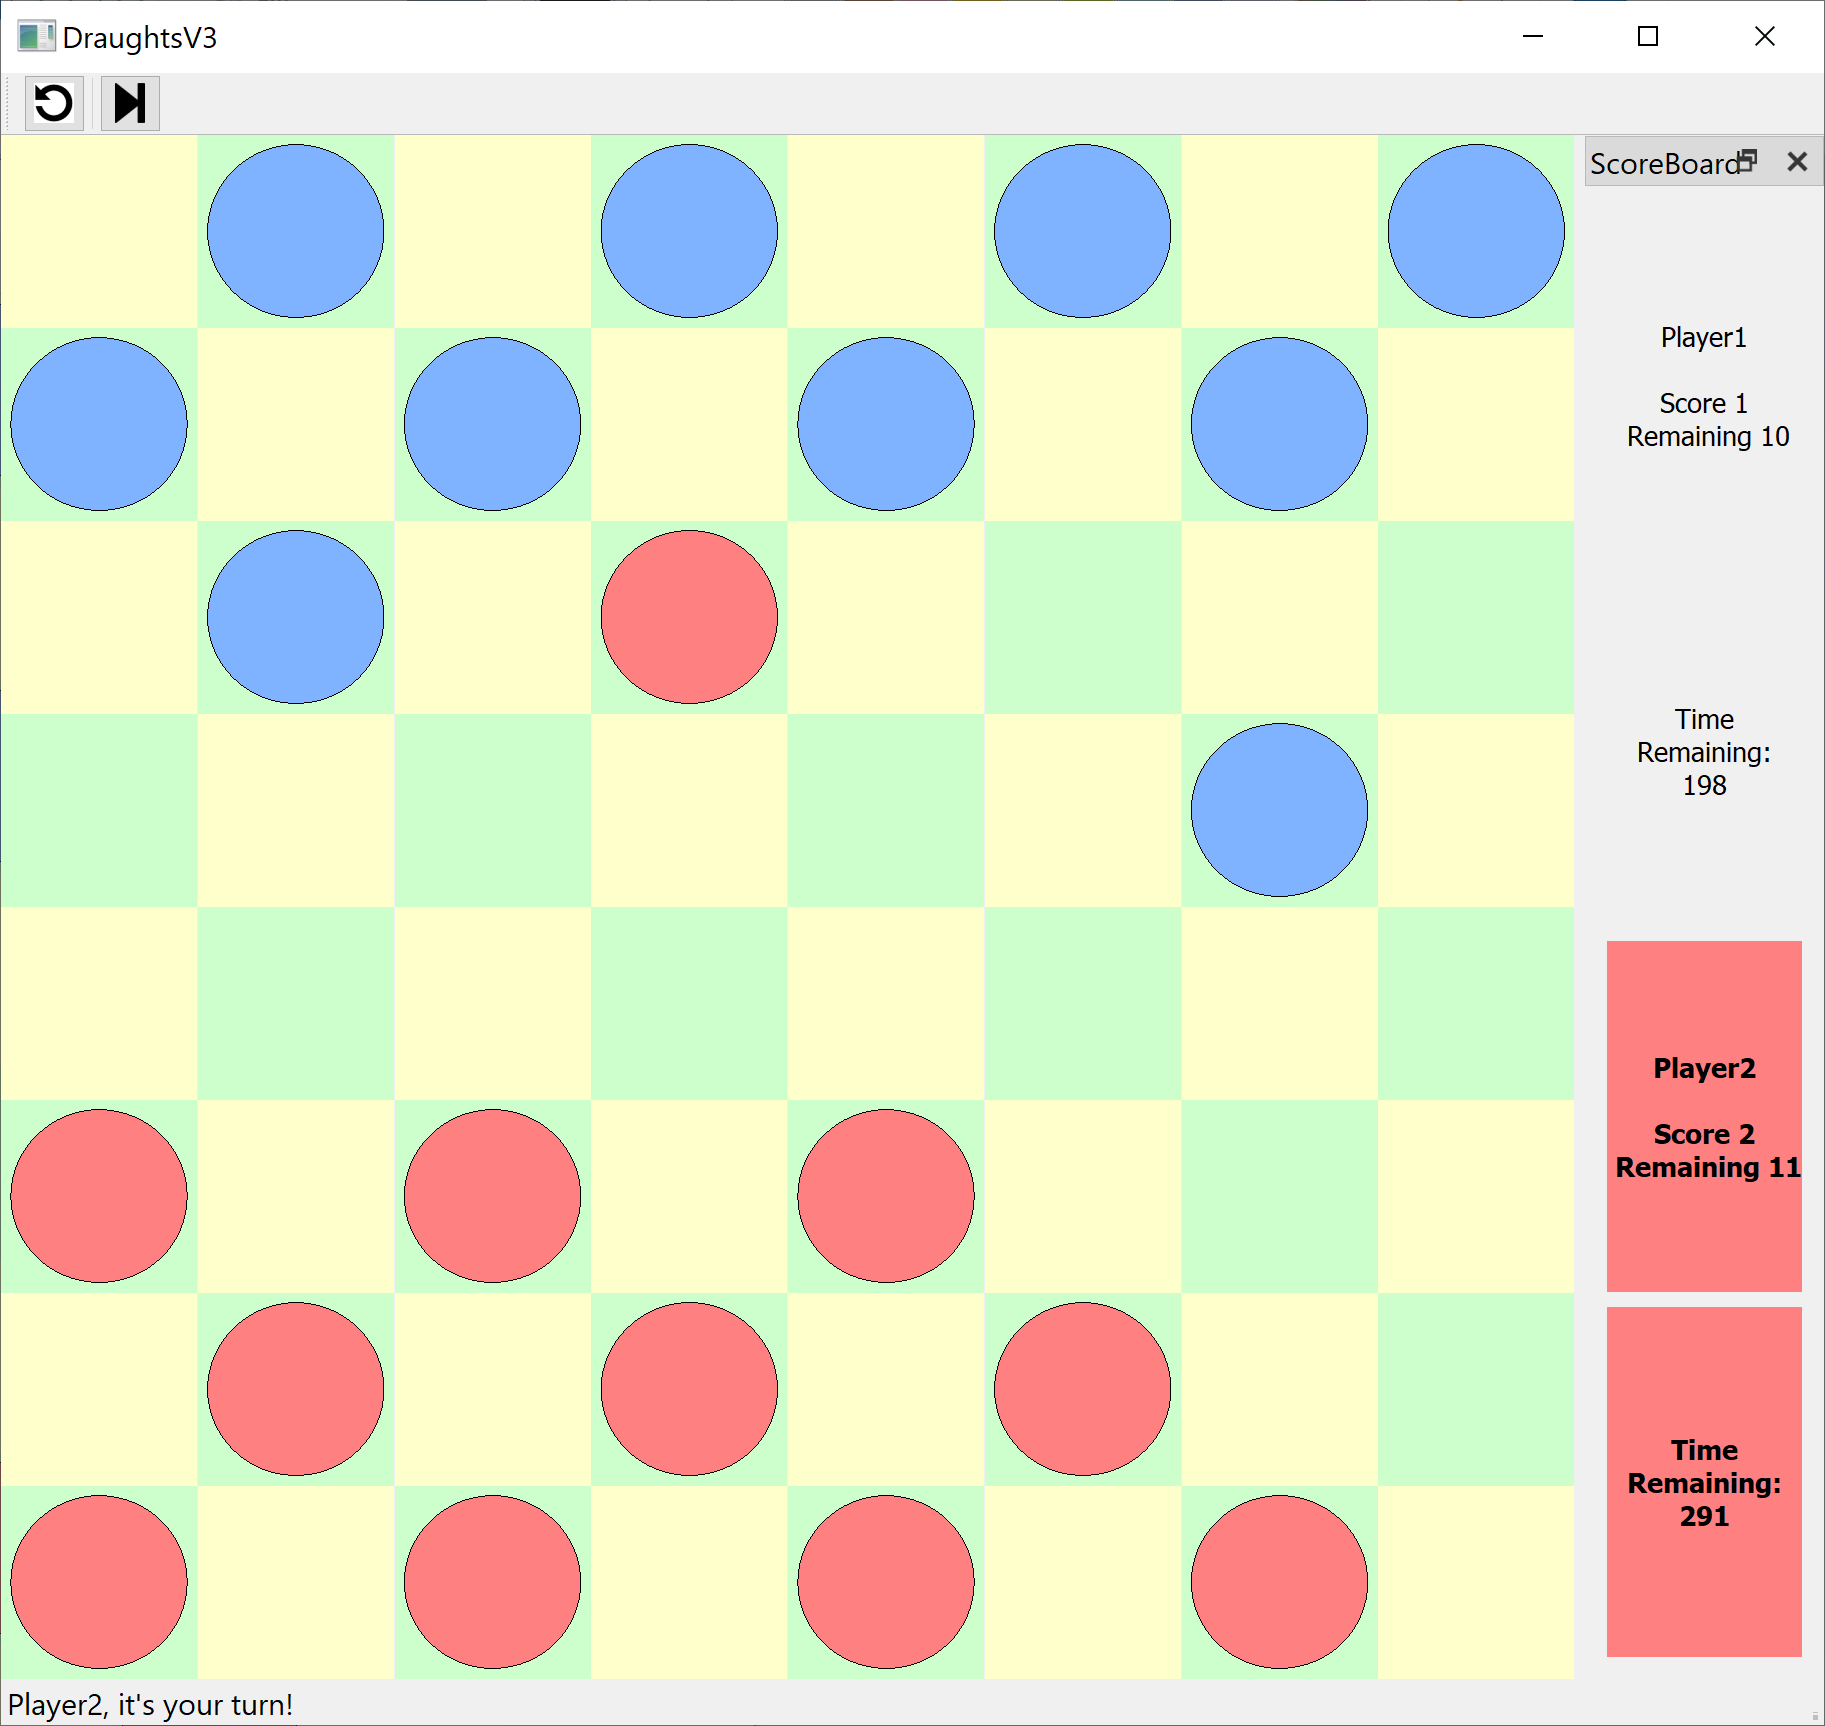 DraughtsV3
ScoreBoard
Player1
Score 1
Remaining 10
Time
Remaining:
198
Player2
Score 2
Remaining 11
Time
Remaining:
291
Player2, it's your turn!